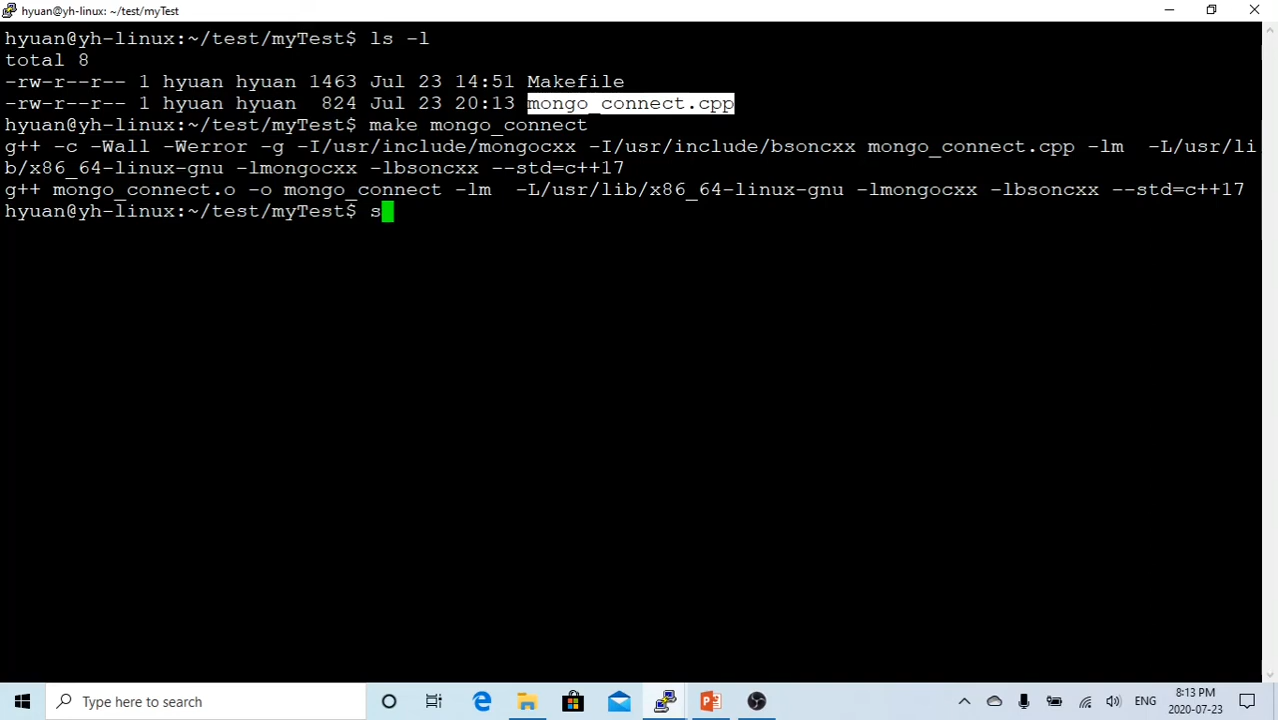 hyuan@yh-linux: ~/test/myTest
hyuan@yh-linux:~/test/myTest$ ls -l
total 8
-rw-r--r-- 1 hyuan hyuan 1463 Jul 23 14:51 Makefile
-rw-r--r-- 1 hyuan hyuan  824 Jul 23 20:13 mongo_connect.cpp
hyuan@yh-linux:~/test/myTest$ make mongo_connect
g++ -c -Wall -Werror -g -I/usr/include/mongocxx -I/usr/include/bsoncxx mongo_connect.cpp -lm  -L/usr/li
b/x86_64-linux-gnu -lmongocxx -lbsoncxx --std=c++17
g++ mongo_connect.o -o mongo_connect -lm  -L/usr/lib/x86_64-linux-gnu -lmongocxx -lbsoncxx --std=c++17
hyuan@yh-linux:~/test/myTest$ s
Type here to search
ENG
8:13 PM
2020-07-23